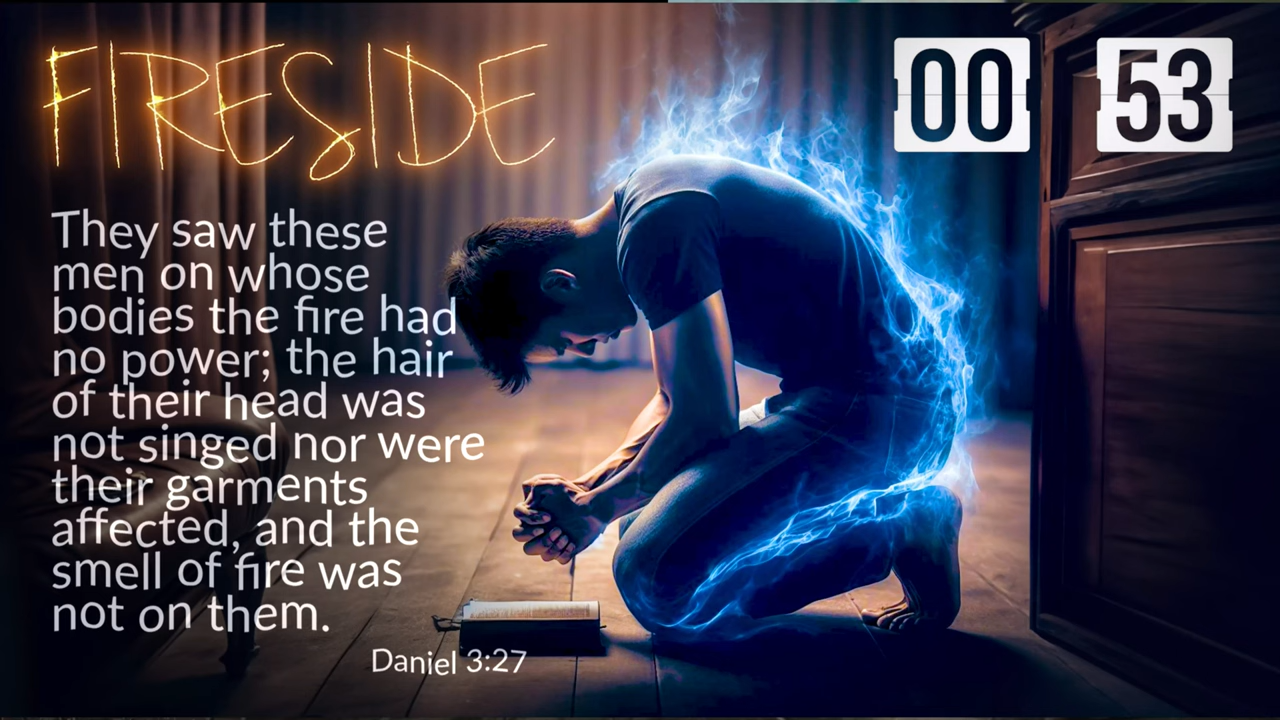 FIRESIDE
00 53
They saw these
men on whose
bodies the fire had
no power; the hair
of their head was
not singed nor were
their garments
affected, and the
smell of fire was
not on them.
Daniel 3:27